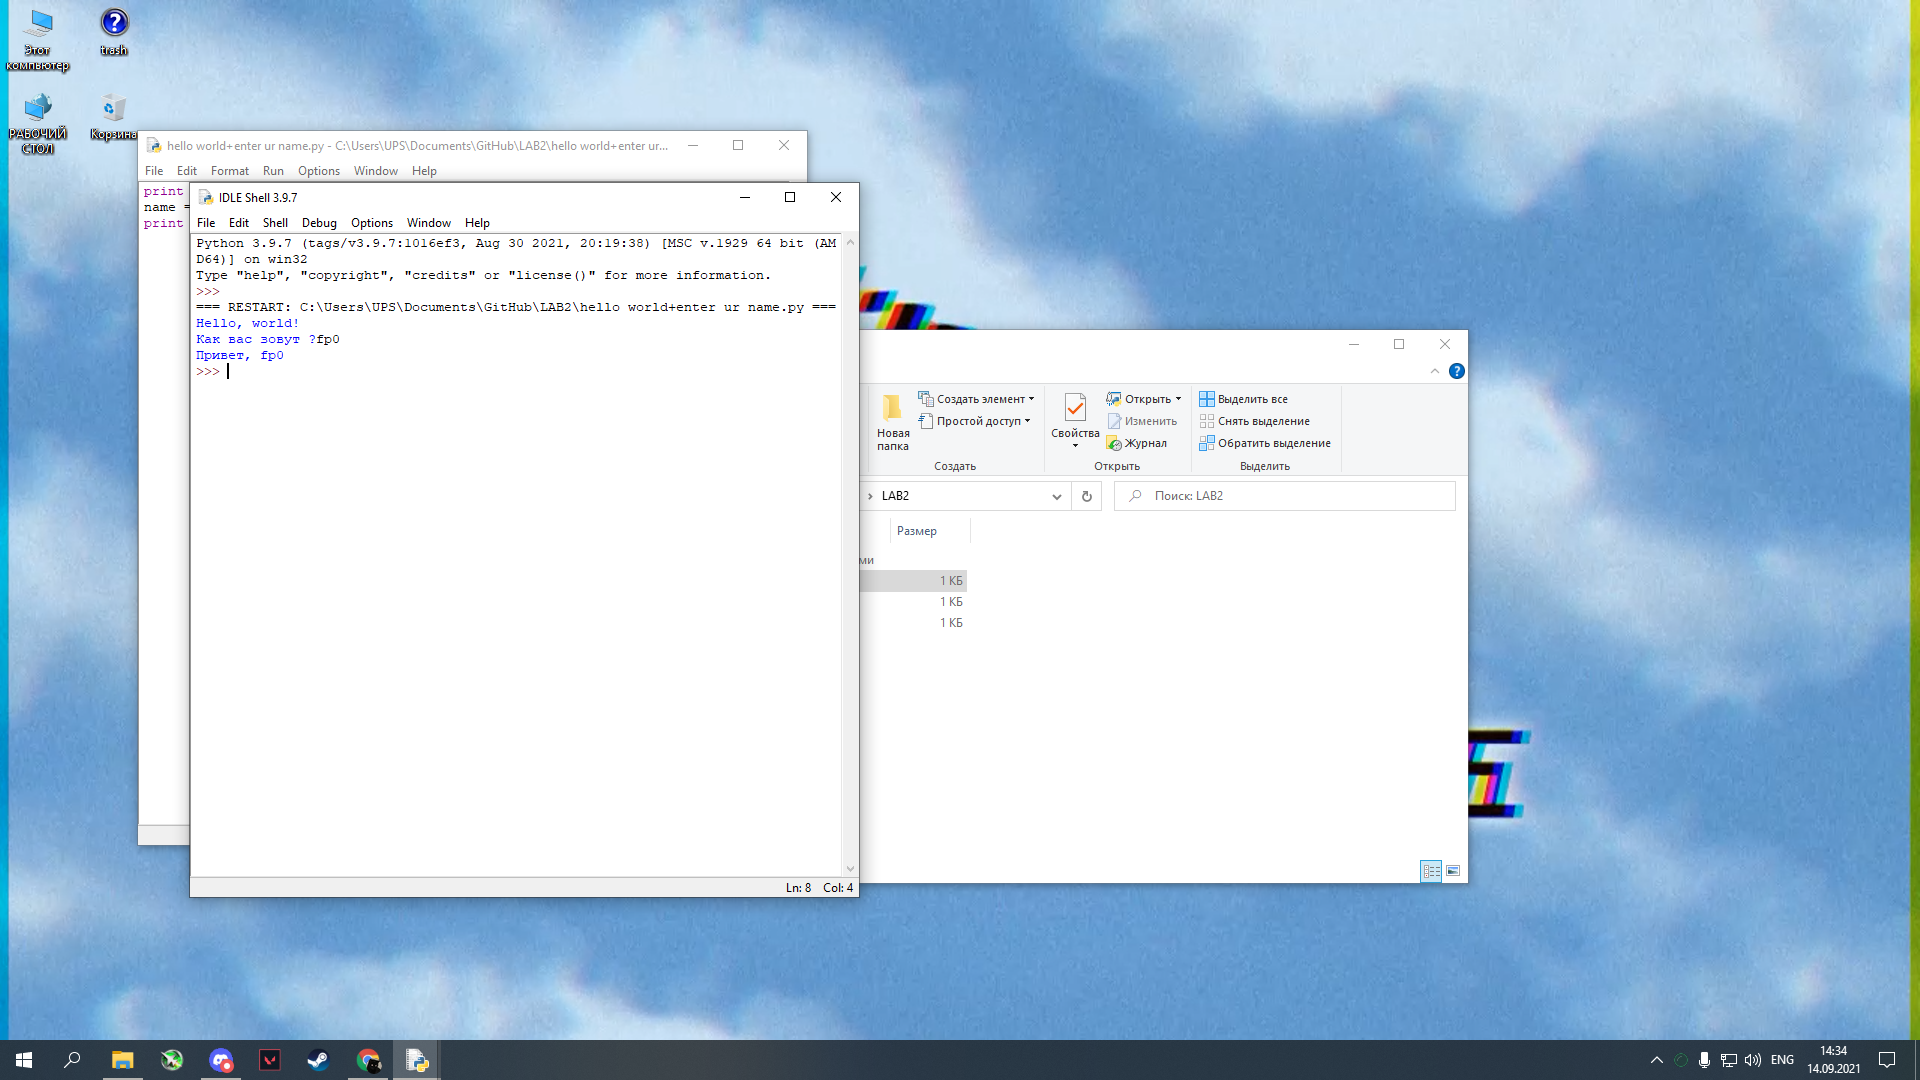 Этот
компьютер
trash
РАБОЧИЙ
СТОЛ
Корзина
hello world+enter ur name.py - C:\Users\UPS\Documents\GitHub\LAB2\hello world+enter ur...
File Edit Format Run Options Window Help
print
name =
print
IDLE Shell 3.9.7
File Edit Shell Debug Options Window Help
Python 3.9.7 (tags/v3.9.7:1016ef3, Aug 30 2021, 20:19:38) [MSC v.1929 64 bit (AM
D64)] on win32
Type "help", "copyright", "credits" or "license()" for more information.
>>>
=== RESTART: C:\Users\UPS\Documents\GitHub\LAB2\hello world+enter ur name.py ===
Hello, world!
Как вас зовут ?fp0
Привет, fp0
>>>
Ln: 8 Col: 4
Новая
папка
Создать элемент
Простой доступ
Создать
Свойства
Открыть
Изменить
Журнал
Открыть
Выделить все
Снять выделение
Обратить выделение
Выделить
LAB2
Поиск: LAB2
Размер
ми
1 КБ
1 КБ
1 КБ
ENG
14:34
14.09.2021